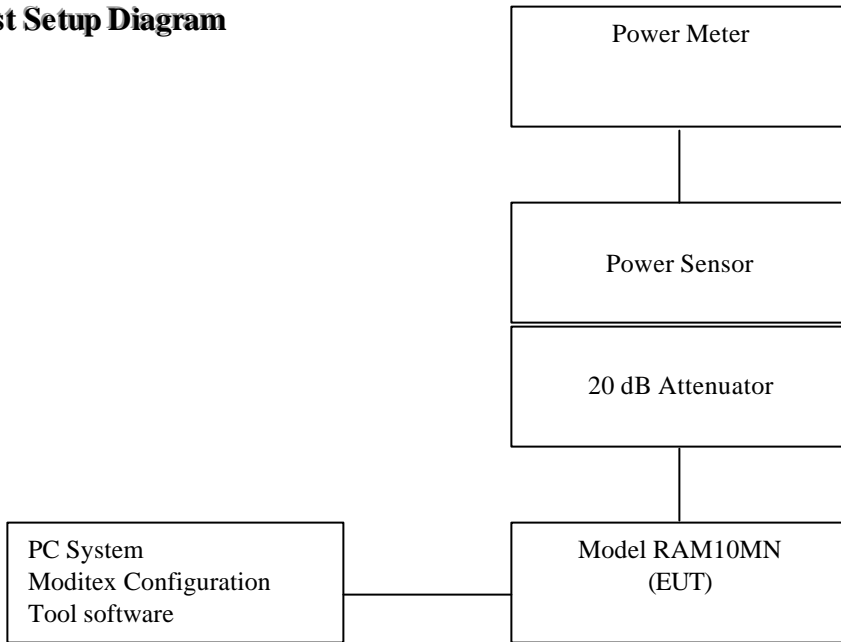 st Setup Diagram
Power Meter
Power Sensor
20 dB Attenuator
PC System
Moditex Configuration
Tool software
Model RAM10MN
(EUT)